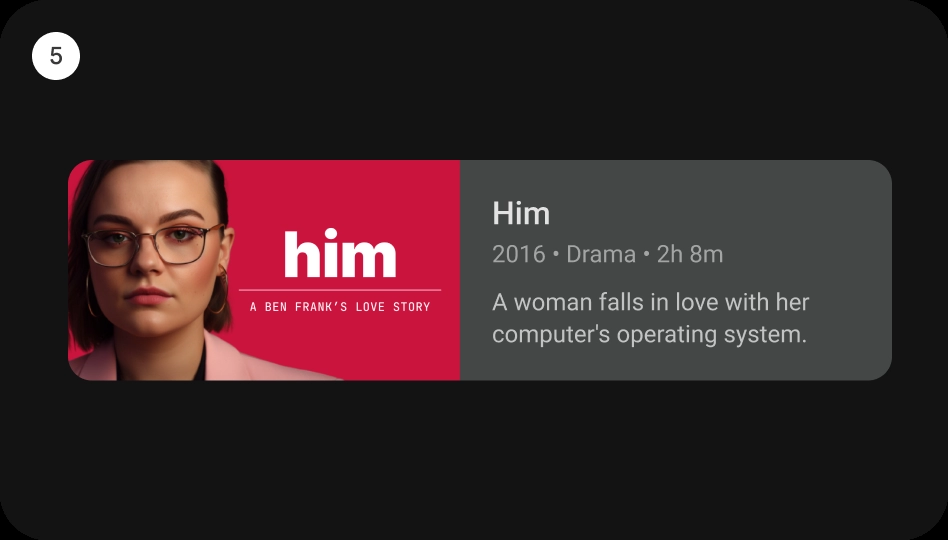 5
him
A BEN FRANK’S LOVE STORY
Him
2016 • Drama • 2h 8m
A woman falls in love with her
computer's operating system.